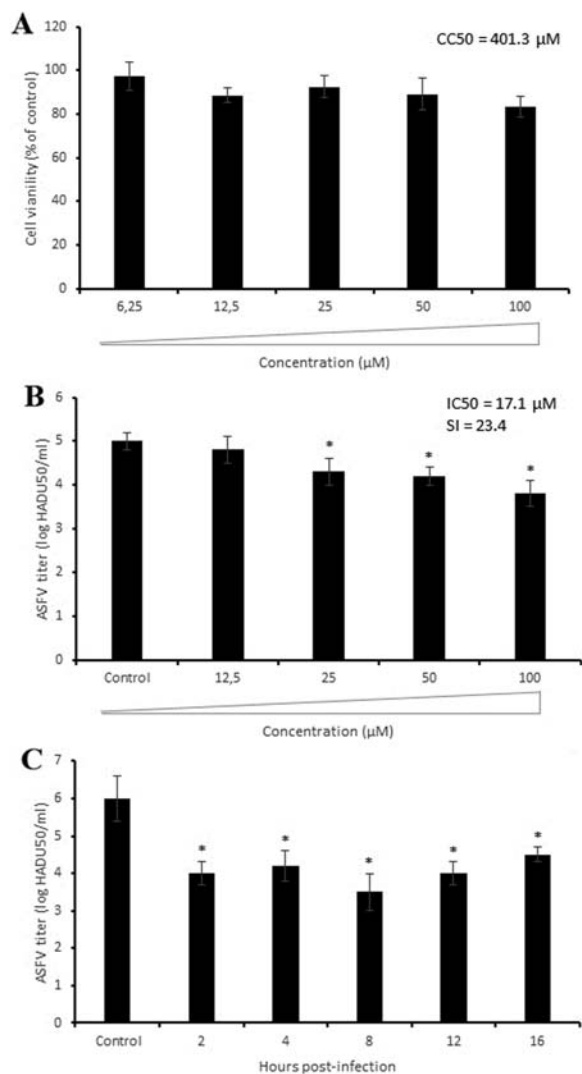 A
CC50 = 401.3 µM
Cell vianility (% of control)
120
100
80
60
40
20
0
6,25 12,5 25 50 100
Concentration (µM)
B
IC50 = 17.1 µM
SI = 23.4
ASFV titer (log HADU50/ml)
6
5
4
3
2
1
0
* * *
Control 12,5 25 50 100
Concentration (µM)
C
ASFV titer (log HADU50/ml)
7
6
5
4
3
2
1
0
* * * * *
Control 2 4 8 12 16
Hours post-infection